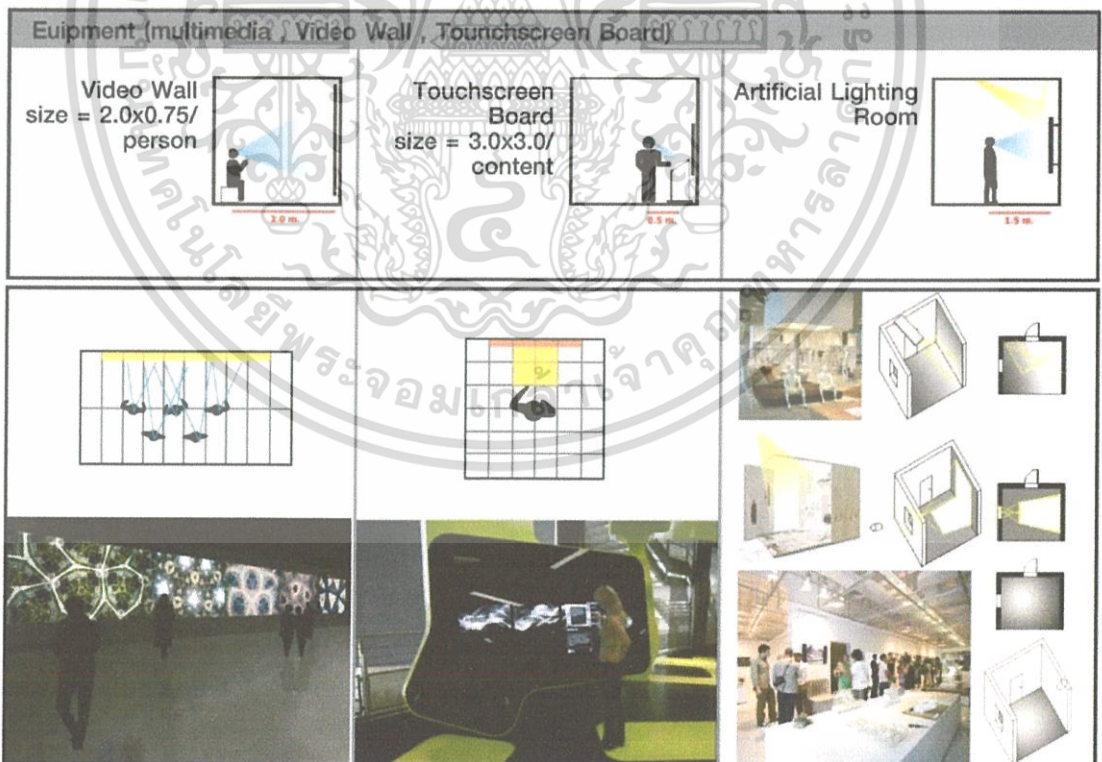 Euipment (multimedia , Video Wall , Tounchscreen Board)
Video Wall
size = 2.0x0.75/
person
2.0 m.
Touchscreen
Board
size = 3.0x3.0/
content
0.5 m.
Artificial Lighting
Room
1.5 m.